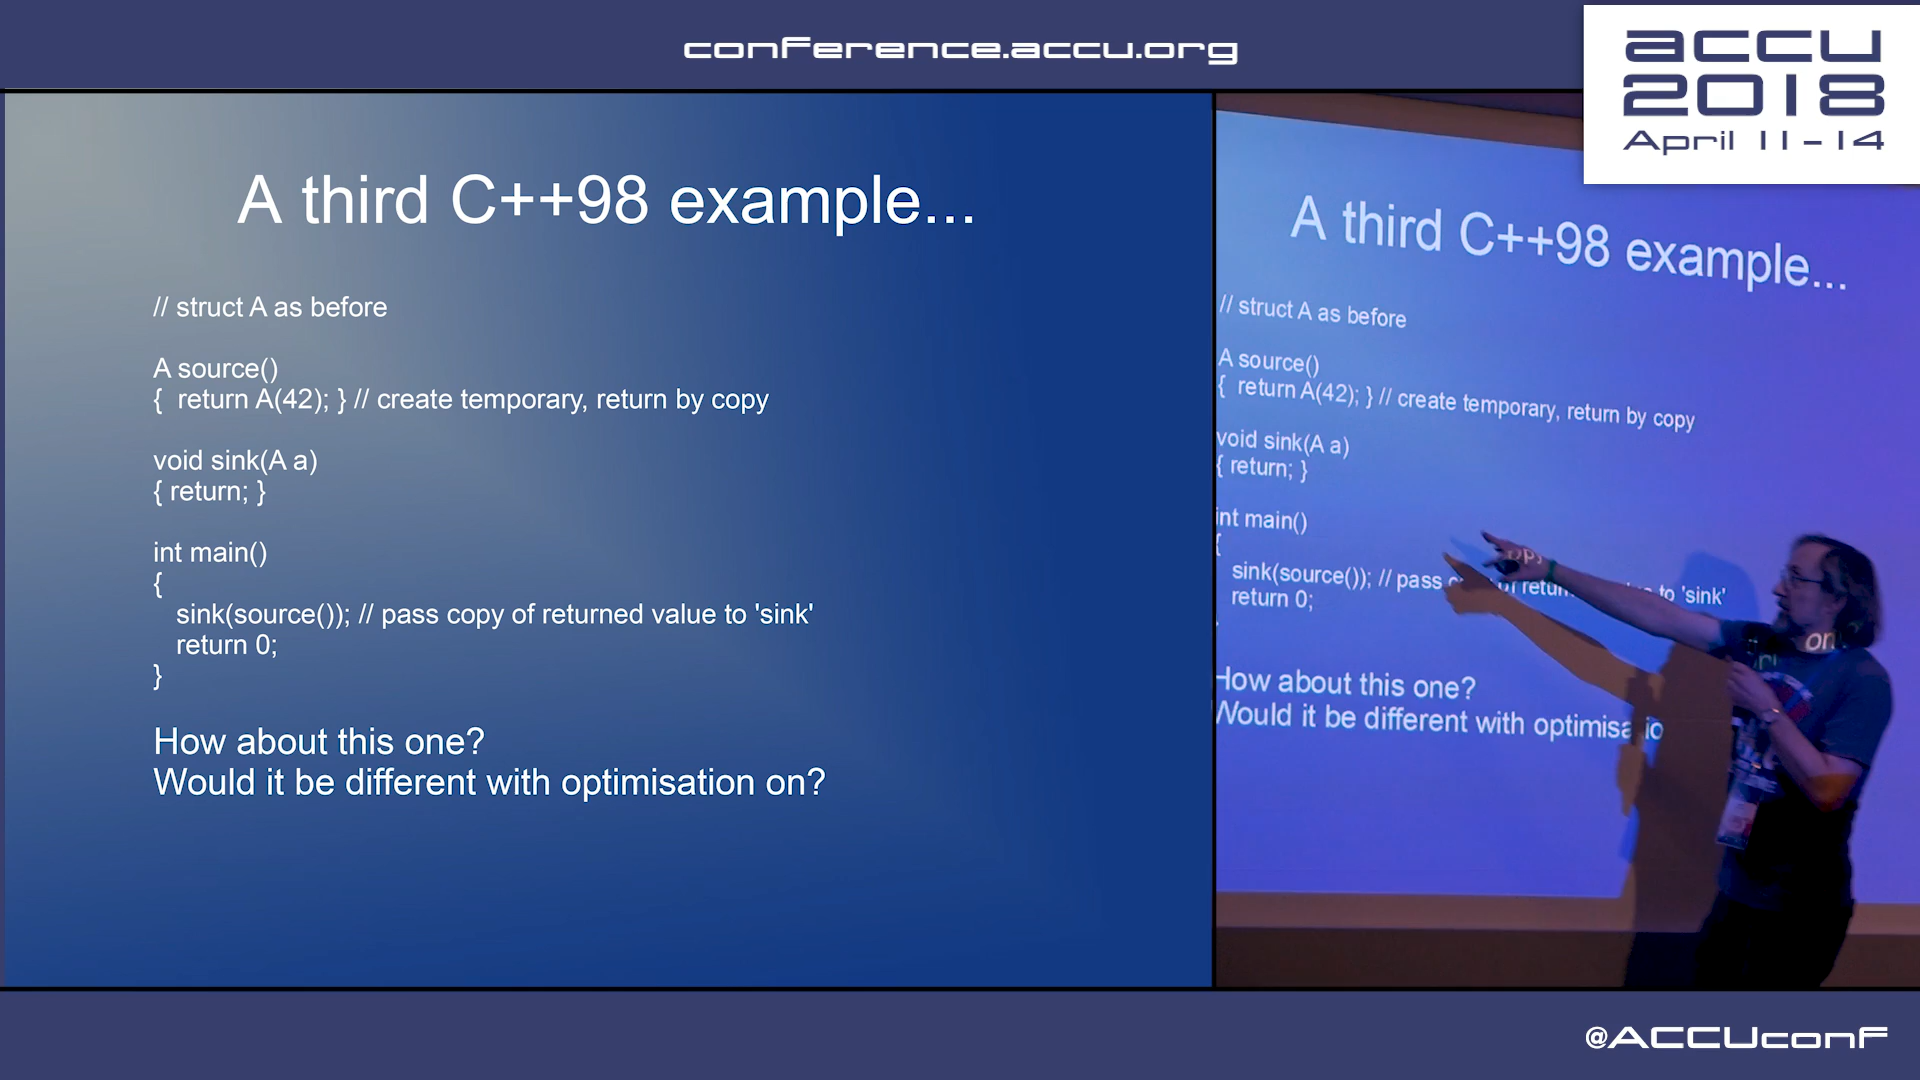 conference.accu.org
accu
2018
April 11-14
A third C++98 example...
// struct A as before
A source()
{ return A(42); } // create temporary, return by copy
void sink(A a)
{ return; }
int main()
{
sink(source()); // pass copy of returned value to 'sink'
return 0;
}
How about this one?
Would it be different with optimisation on?
A third C++98 example...
// struct A as before
A source()
{ return A(42); } // create temporary, return by copy
void sink(A a)
{ return; }
int main()
{
sink(source()); // pass of to 'sink'
return 0;
How about this one?
Would it be different with
@ACCUconf